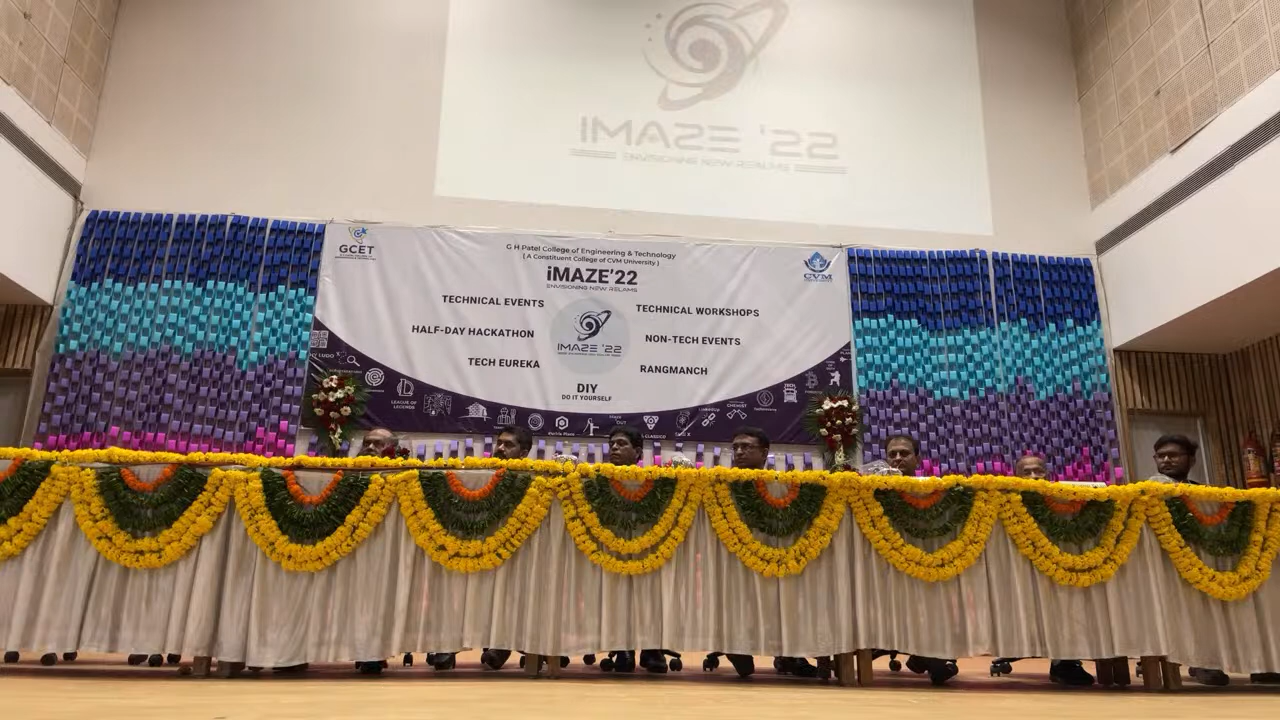 IMAZE '22
ENVISIONING NEW REALMS
GCET
G H Patel College of Engineering & Technology
( A Constituent College of CVM University )
iMAZE'22
ENVISIONING NEW RELAMS
CVM
TECHNICAL EVENTS
TECHNICAL WORKSHOPS
HALF-DAY HACKATHON
NON-TECH EVENTS
IMAZE '22
TECH EUREKA
RANGMANCH
DIY
DO IT YOURSELF
LEAGUE OF
LEGENDS